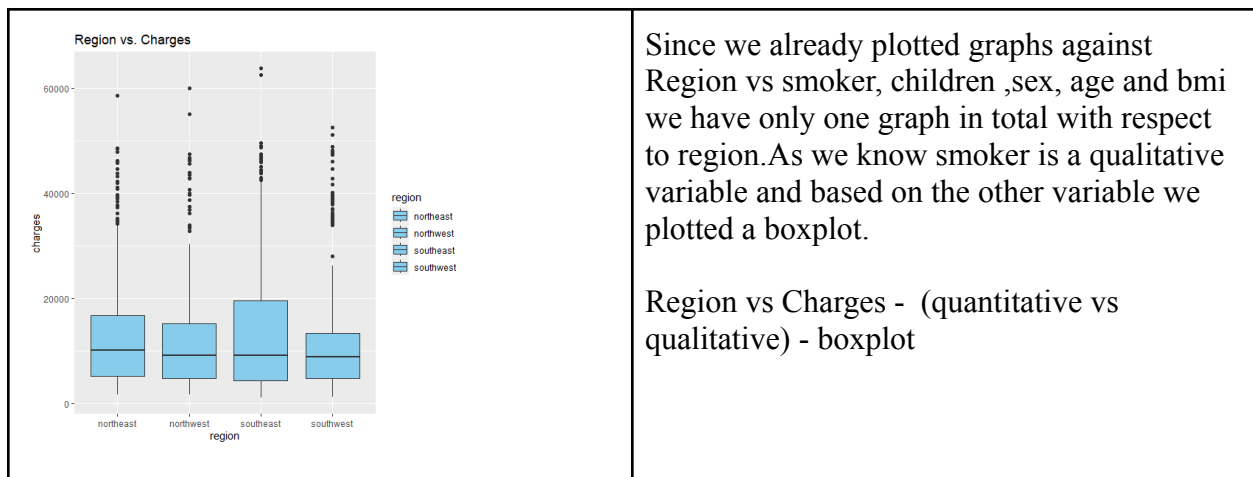 Region vs. Charges
60000
40000
20000
0
charges
northeast northwest southeast southwest
region
region
northeast
northwest
southeast
southwest
Since we already plotted graphs against
Region vs smoker, children ,sex, age and bmi
we have only one graph in total with respect
to region.As we know smoker is a qualitative
variable and based on the other variable we
plotted a boxplot.
Region vs Charges - (quantitative vs
qualitative) - boxplot